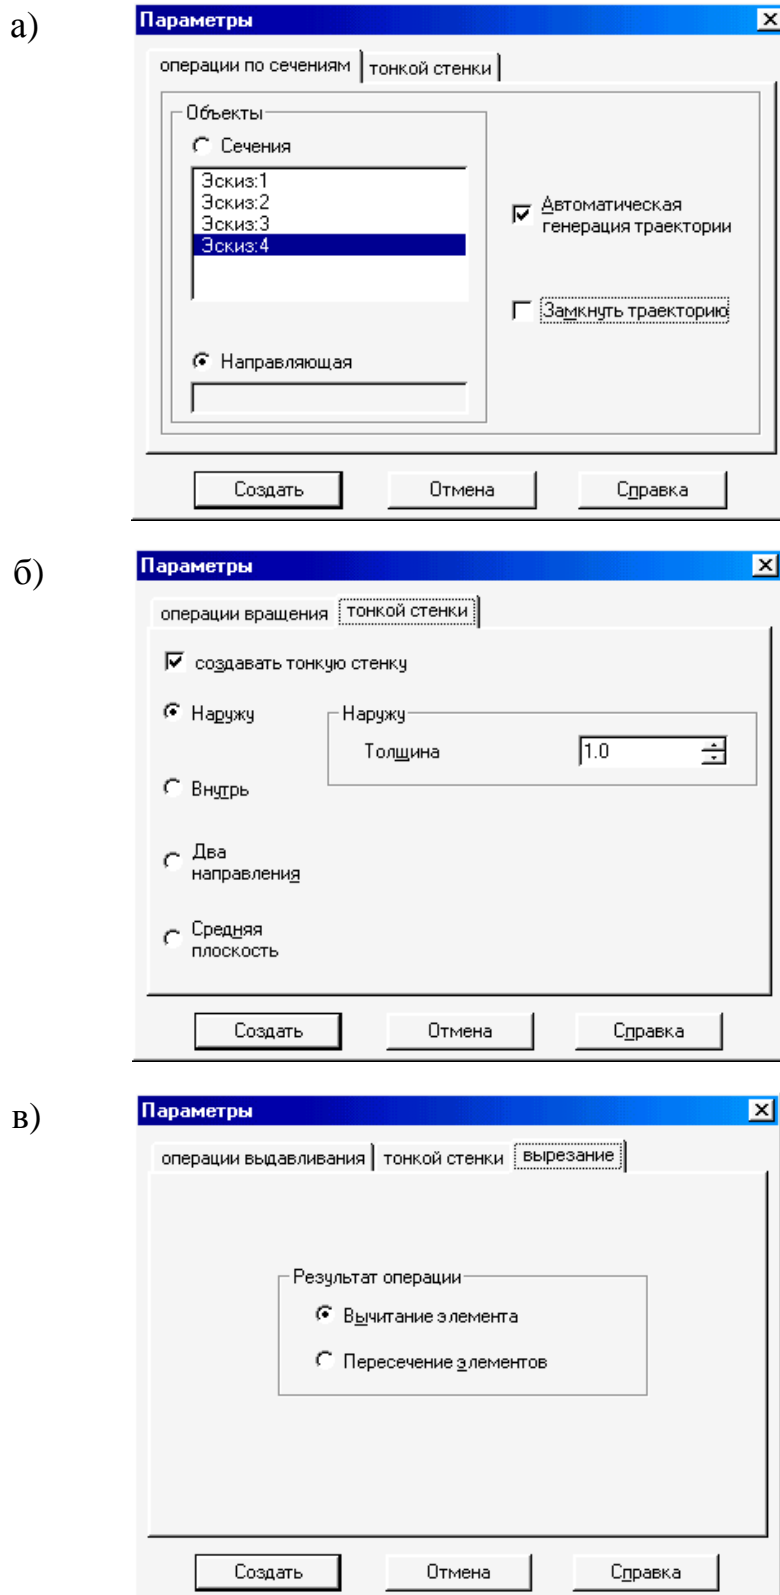 а)
Параметры
операции по сечениям
тонкой стенки
Объекты
Сечения
Эскиз:1
Эскиз:2
Эскиз:3
Эскиз:4
Направляющая
Автоматическая
генерация траектории
Замкнуть траекторию
Создать
Отмена
Справка
б)
Параметры
операции вращения
тонкой стенки
создавать тонкую стенку
Наружу
Наружу
Толщина
1.0
Внутрь
Два
направления
Средняя
плоскость
Создать
Отмена
Справка
в)
Параметры
операции выдавливания
тонкой стенки
вырезание
Результат операции
Вычитание элемента
Пересечение элементов
Создать
Отмена
Справка